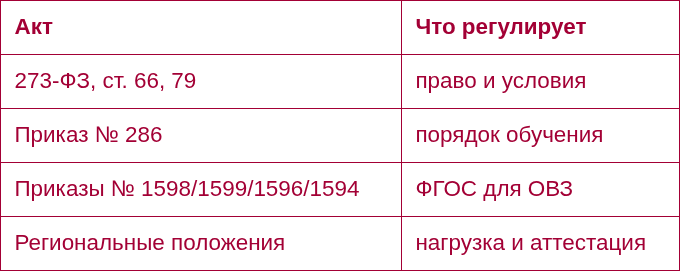 Акт Что регулирует
273-ФЗ, ст. 66, 79 право и условия
Приказ № 286 порядок обучения
Приказы № 1598/1599/1596/1594 ФГОС для ОВЗ
Региональные положения нагрузка и аттестация